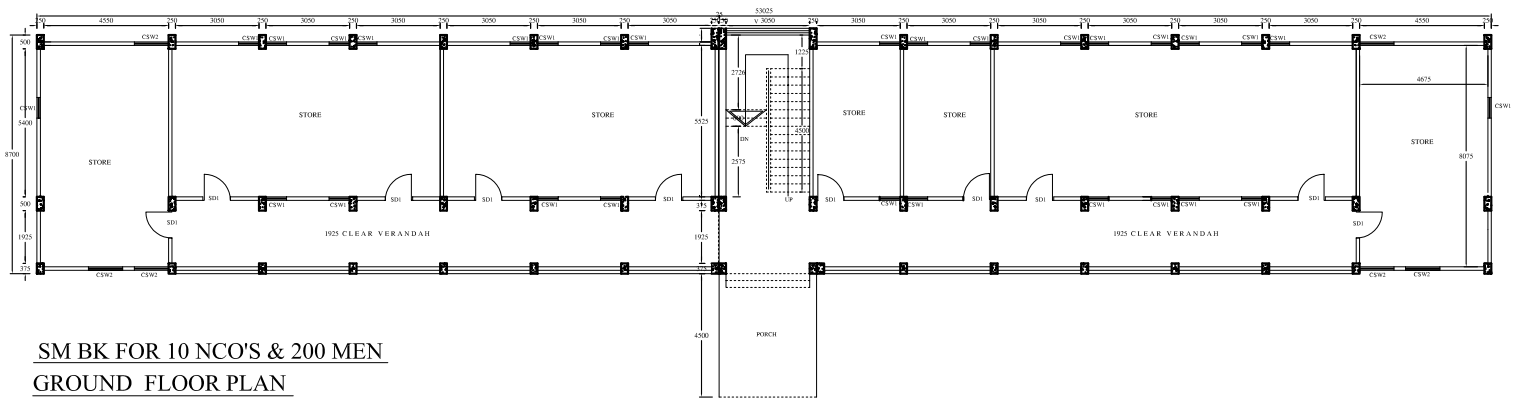 53025
250 4550 250 3050 250 3050 250 3050 250 3050 250 3050 250 3050 250 V 3050 250 3050 250 3050 250 3050 250 3050 250 3050 250 3050 250 4550 250
500 CSW2 CSW1 CSW1 CSW1 CSW1 CSW1 CSW1 1225 CSW1 CSW1 CSW1 CSW1 CSW1 CSW1 CSW2
2726 4675
CSW1 CSW1
5400 STORE STORE 5525 STORE STORE STORE
4500
DN
8700 STORE 2575 STORE 8075
SD1 SD1 SD1 SD1 UP SD1 SD1 SD1 SD1
500 CSW1 CSW1 CSW1 CSW1 375 CSW1 CSW1 CSW1 CSW1
SD1 SD1
1925 1925 CLEAR VERANDAH 1925 1925 CLEAR VERANDAH
375 CSW2 CSW2 375 CSW2 CSW2
4500 PORCH
SM BK FOR 10 NCO'S & 200 MEN
GROUND FLOOR PLAN